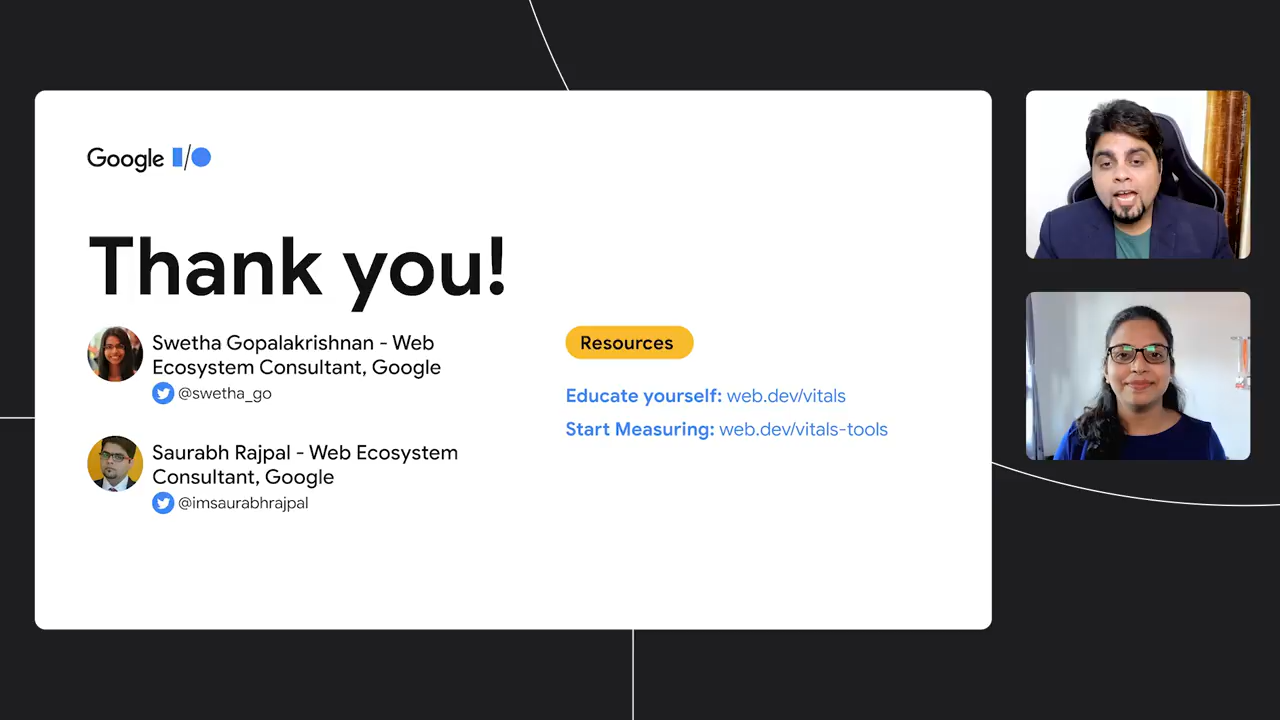 Google I/O
Thank you!
Swetha Gopalakrishnan - Web
Ecosystem Consultant, Google
@swetha_go
Saurabh Rajpal - Web Ecosystem
Consultant, Google
@imsaurabhrajpal
Resources
Educate yourself: web.dev/vitals
Start Measuring: web.dev/vitals-tools